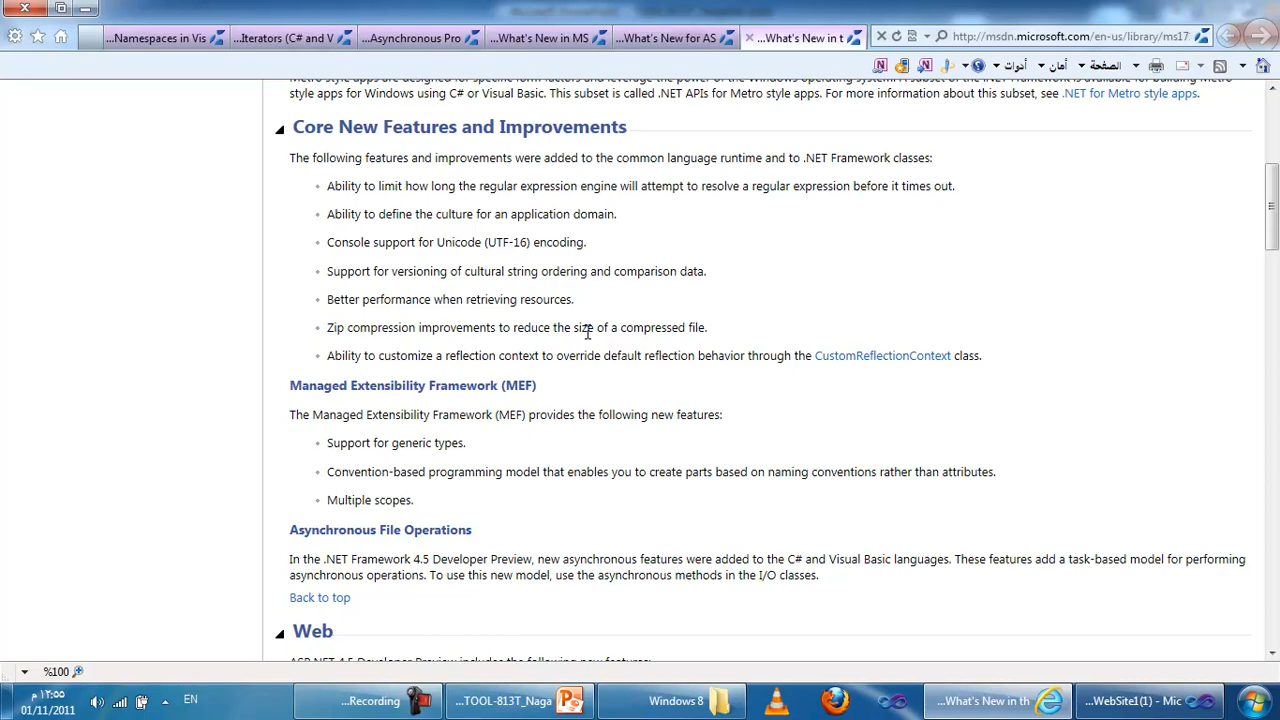 ...Namespaces in Vis
...Iterators (C# and V
...Asynchronous Pro
...What's New in MS
...What's New for AS
...What's New in t
http://msdn.microsoft.com/en-us/library/ms17
الصفحة
أمان
أدوات
style apps for Windows using C# or Visual Basic. This subset is called .NET APIs for Metro style apps. For more information about this subset, see .NET for Metro style apps.
Core New Features and Improvements
The following features and improvements were added to the common language runtime and to .NET Framework classes:
Ability to limit how long the regular expression engine will attempt to resolve a regular expression before it times out.
Ability to define the culture for an application domain.
Console support for Unicode (UTF-16) encoding.
Support for versioning of cultural string ordering and comparison data.
Better performance when retrieving resources.
Zip compression improvements to reduce the size of a compressed file.
Ability to customize a reflection context to override default reflection behavior through the CustomReflectionContext class.
Managed Extensibility Framework (MEF)
The Managed Extensibility Framework (MEF) provides the following new features:
Support for generic types.
Convention-based programming model that enables you to create parts based on naming conventions rather than attributes.
Multiple scopes.
Asynchronous File Operations
In the .NET Framework 4.5 Developer Preview, new asynchronous features were added to the C# and Visual Basic languages. These features add a task-based model for performing
asynchronous operations. To use this new model, use the asynchronous methods in the I/O classes.
Back to top
Web
ASP.NET 4.5 Developer Preview includes the following new features:
%100
م ١٢:٥٥
01/11/2011
EN
...Recording
...TOOL-813T_Naga
Windows 8
...What's New in th
...WebSite1(1) - Mic